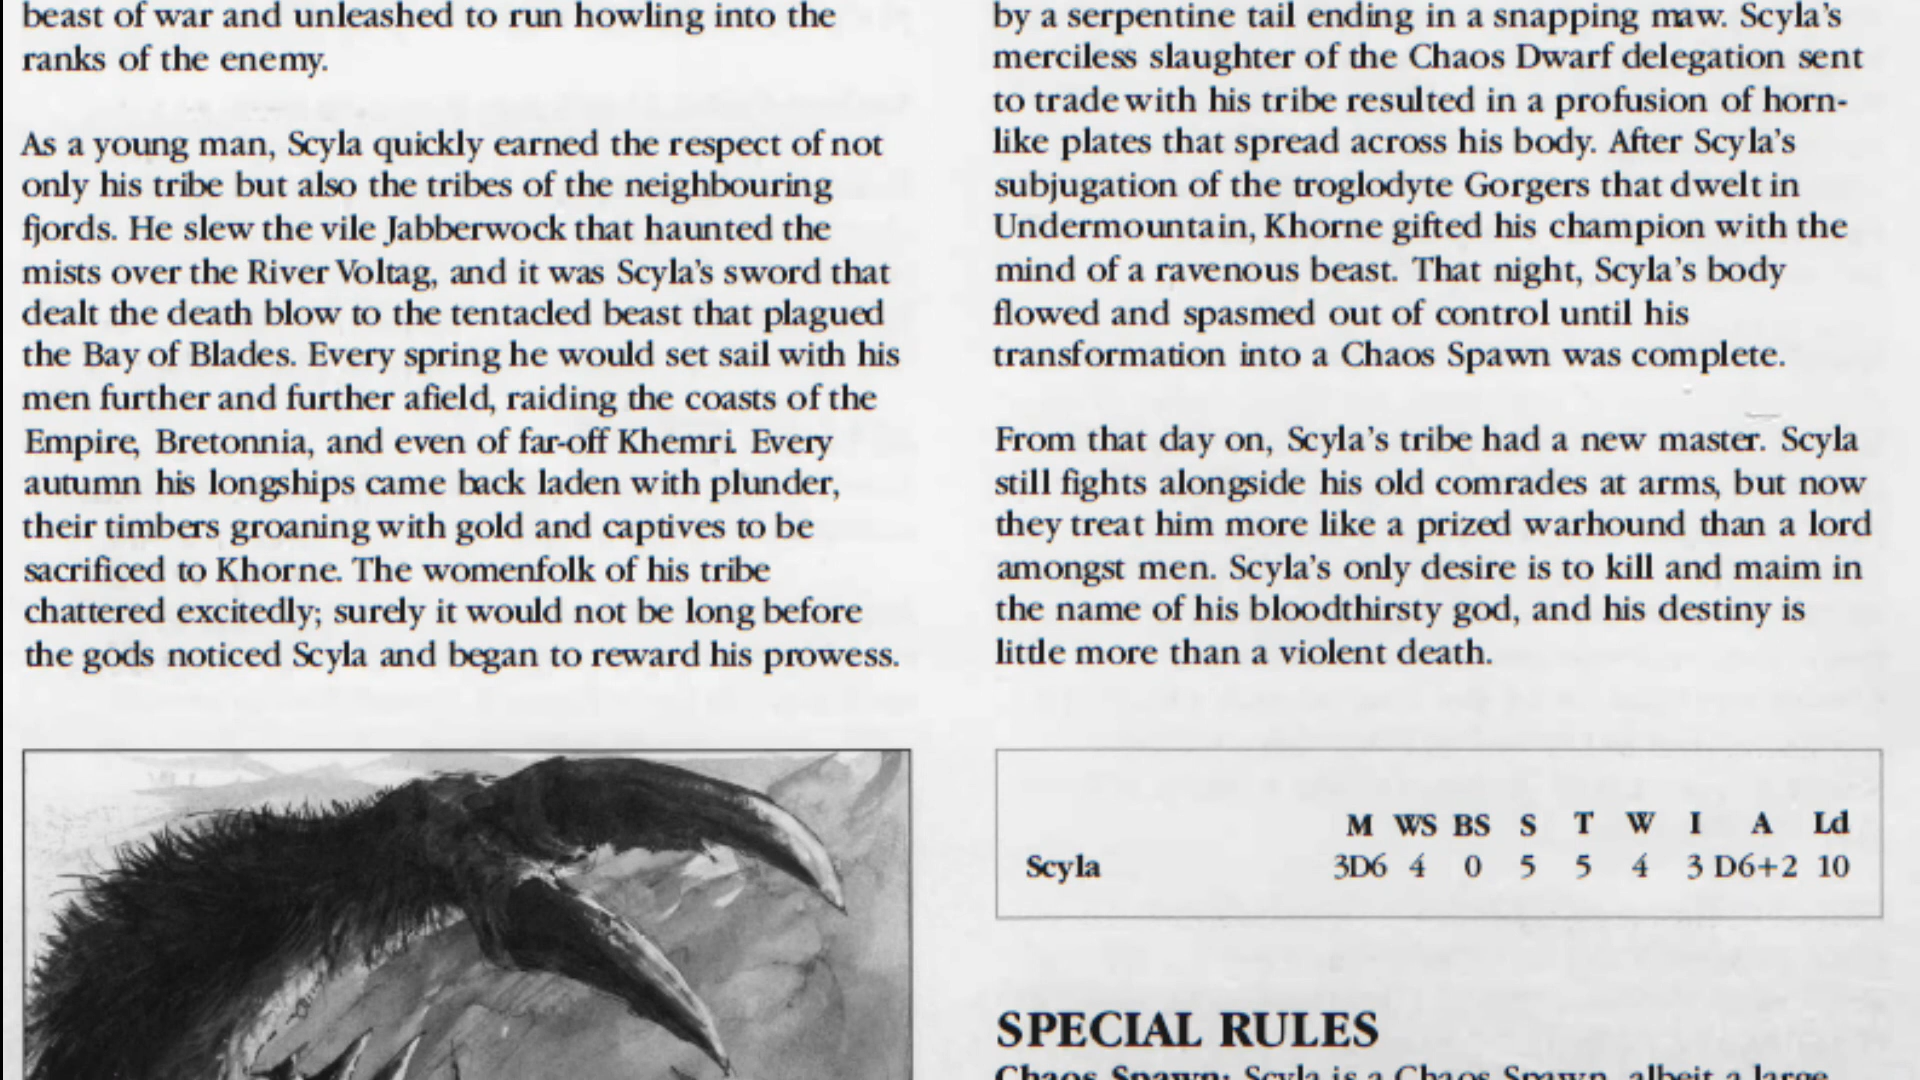 beast of war and unleashed to run howling into the
ranks of the enemy.
As a young man, Scyla quickly earned the respect of not
only his tribe but also the tribes of the neighbouring
fjords. He slew the vile Jabberwock that haunted the
mists over the River Voltag, and it was Scyla's sword that
dealt the death blow to the tentacled beast that plagued
the Bay of Blades. Every spring he would set sail with his
men further and further afield, raiding the coasts of the
Empire, Bretonnia, and even of far-off Khemri. Every
autumn his longships came back laden with plunder,
their timbers groaning with gold and captives to be
sacrificed to Khorne. The womenfolk of his tribe
chattered excitedly; surely it would not be long before
the gods noticed Scyla and began to reward his prowess.
by a serpentine tail ending in a snapping maw. Scyla's
merciless slaughter of the Chaos Dwarf delegation sent
to trade with his tribe resulted in a profusion of horn-
like plates that spread across his body. After Scyla's
subjugation of the troglodyte Gorgers that dwelt in
Undermountain, Khorne gifted his champion with the
mind of a ravenous beast. That night, Scyla's body
flowed and spasmed out of control until his
transformation into a Chaos Spawn was complete.
From that day on, Scyla's tribe had a new master. Scyla
still fights alongside his old comrades at arms, but now
they treat him more like a prized warhound than a lord
amongst men. Scyla's only desire is to kill and maim in
the name of his bloodthirsty god, and his destiny is
little more than a violent death.
M WS BS S T W I A Ld
Scyla 3D6 4 0 5 5 4 3 D6+2 10
SPECIAL RULES
Chaos Spawn: Scyla is a Chaos Spawn, albeit a large